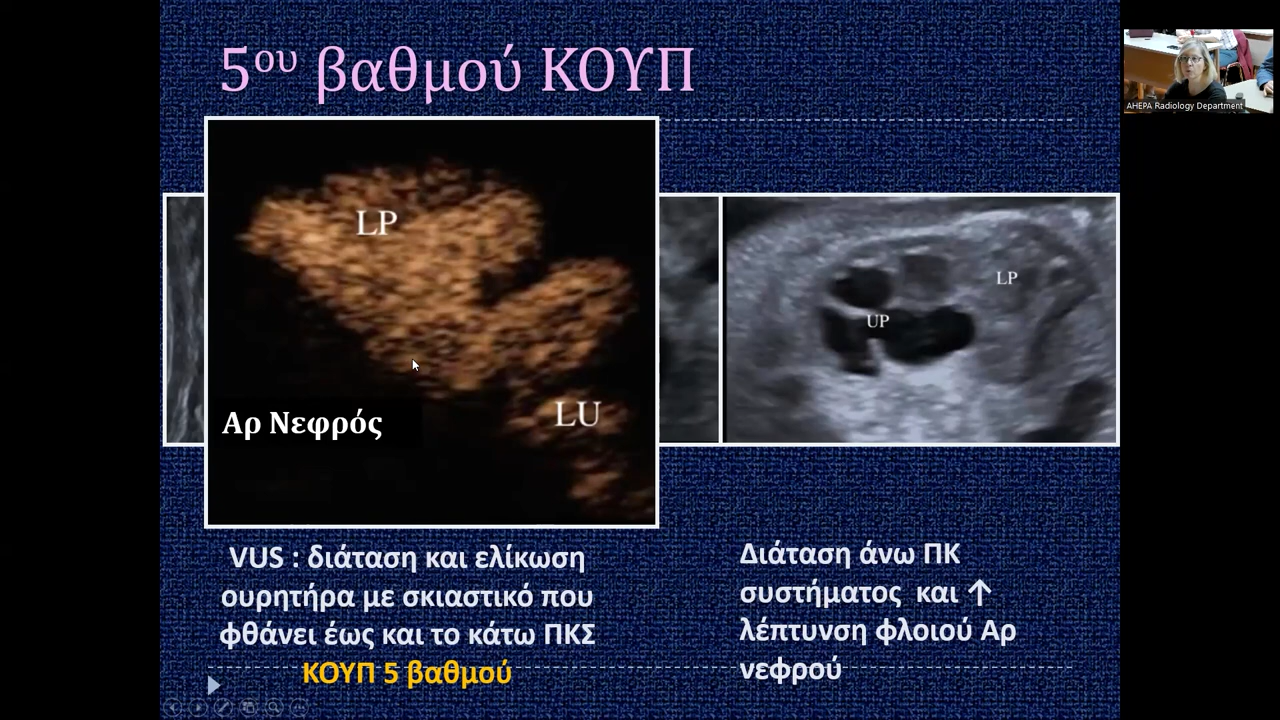 5ου βαθμού ΚΟΥΠ
AHEPA Radiology Department
LP
LU
Αρ Νεφρός
LP
UP
VUS : διάταση και ελίκωση
ουρητήρα με σκιαστικό που
φθάνει έως και το κάτω ΠΚΣ
ΚΟΥΠ 5 βαθμού
Διάταση άνω ΠΚ
συστήματος και ↑
λέπτυνση φλοιού Αρ
νεφρού